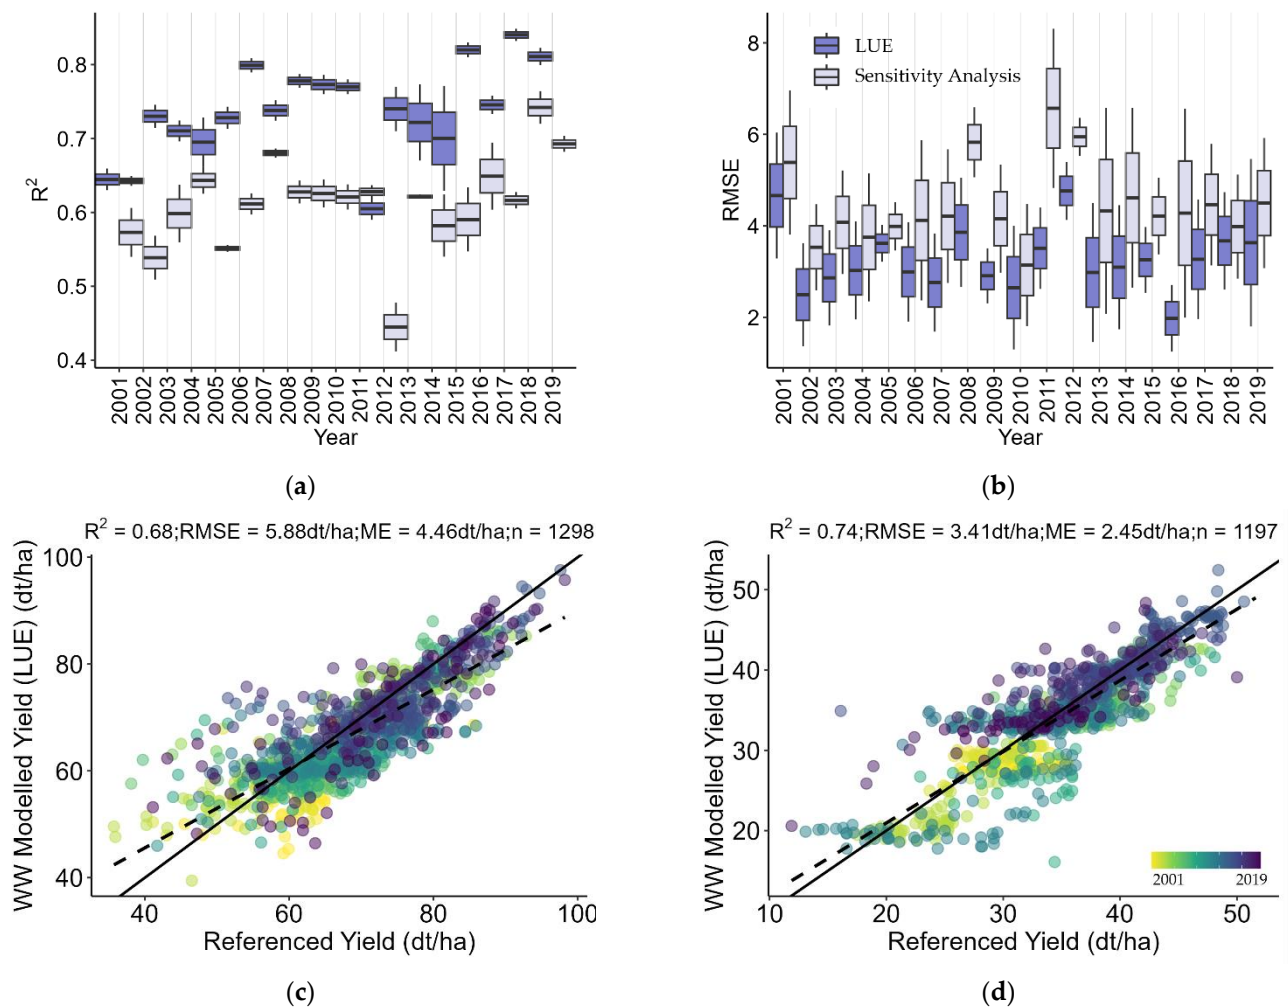 R2
0.8
0.7
0.6
0.5
0.4
2001 2002 2003 2004 2005 2006 2007 2008 2009 2010 2011 2012 2013 2014 2015 2016 2017 2018 2019
Year
(a)
RMSE
8
6
4
2
LUE
Sensitivity Analysis
2001 2002 2003 2004 2005 2006 2007 2008 2009 2010 2011 2012 2013 2014 2015 2016 2017 2018 2019
Year
(b)
R2 = 0.68;RMSE = 5.88dt/ha;ME = 4.46dt/ha;n = 1298
WW Modelled Yield (LUE) (dt/ha)
100
80
60
40
40 60 80 100
Referenced Yield (dt/ha)
(c)
R2 = 0.74;RMSE = 3.41dt/ha;ME = 2.45dt/ha;n = 1197
WW Modelled Yield (LUE) (dt/ha)
50
40
30
20
2001 2019
10 20 30 40 50
Referenced Yield (dt/ha)
(d)